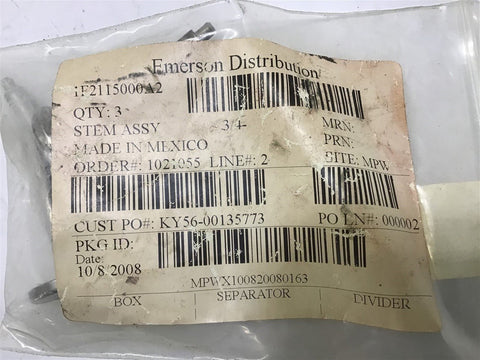 Emerson Distribution
1F2115000A2
QTY: 3
STEM ASSY 3/4
MRN:
MADE IN MEXICO
PRN:
ORDER#: 1021055 LINE#: 2
SITE: MPW
CUST PO#: KY56-00135773
PO LN#: 000002
PKG ID:
Date:
10/8/2008
MPWX100820080163
BOX SEPARATOR DIVIDER